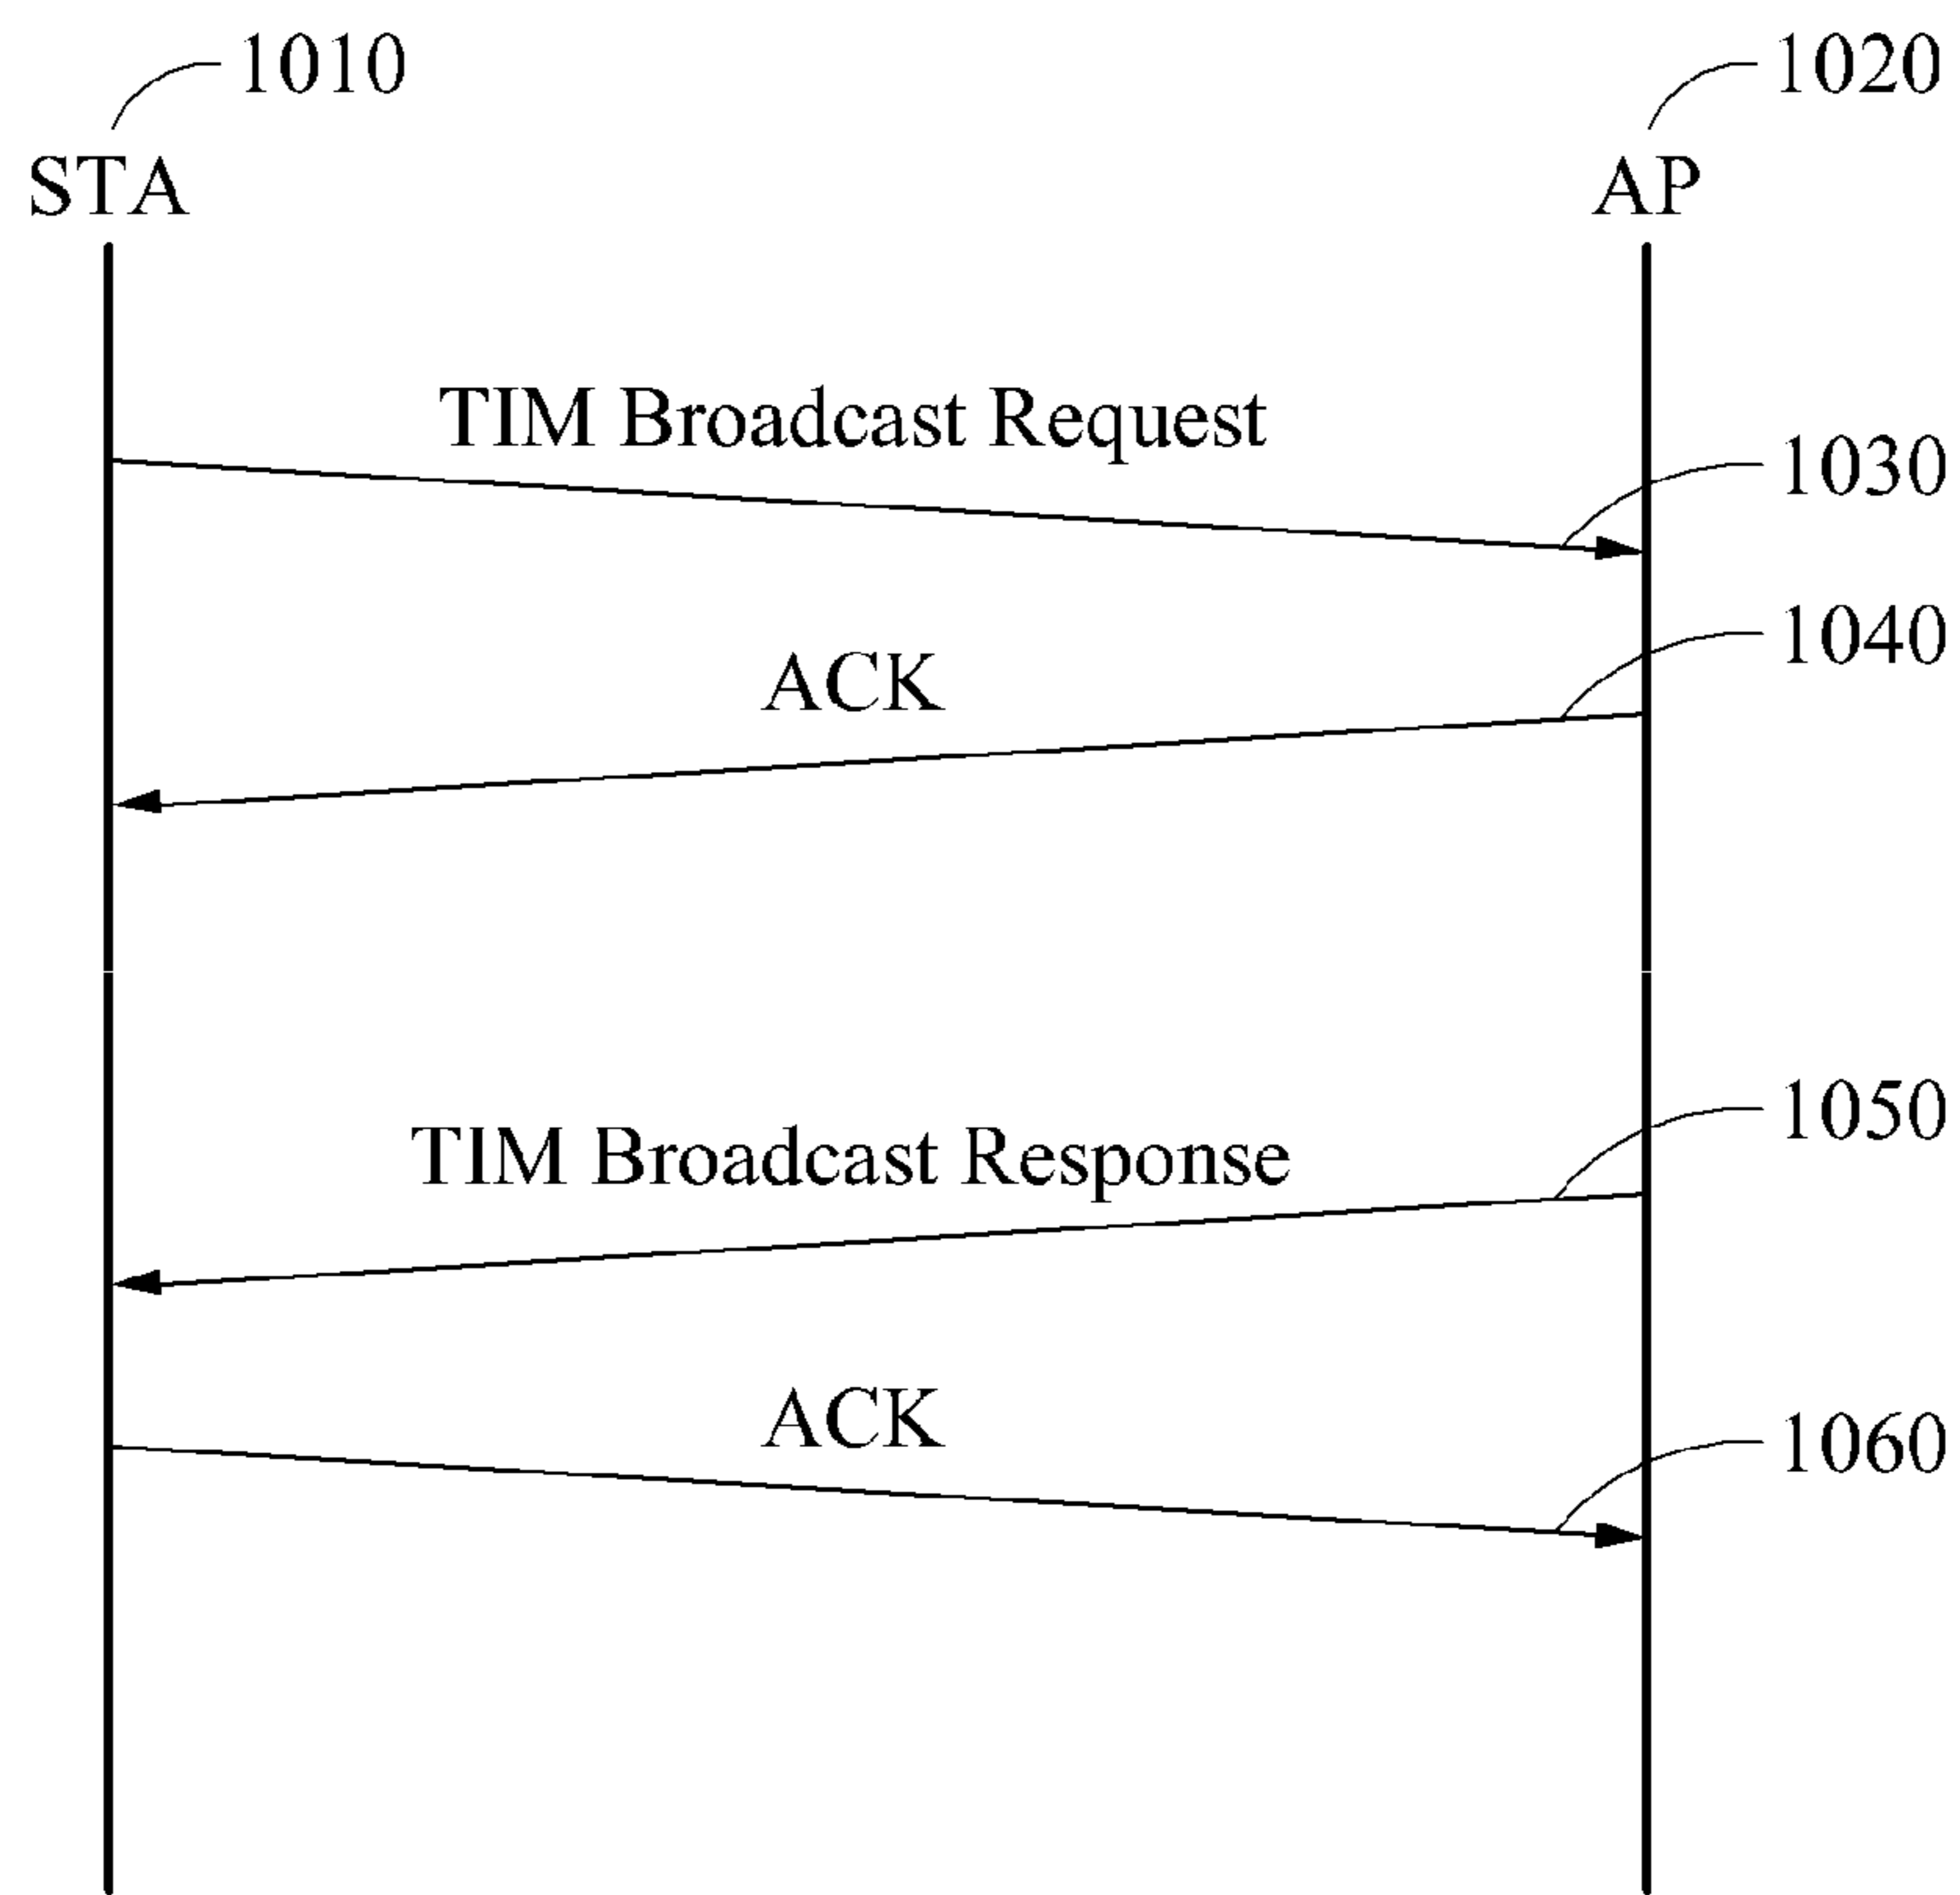 1010
1020
STA
AP
TIM Broadcast Request
1030
1040
ACK
1050
TIM Broadcast Response
ACK
1060